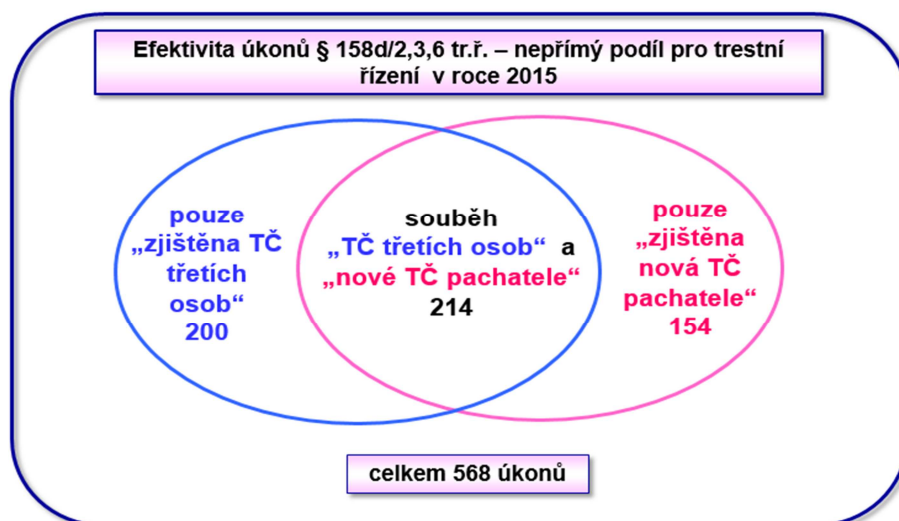 Efektivita úkonů § 158d/2,3,6 tr.ř. – nepřímý podíl pro trestní
řízení v roce 2015
pouze
„zjištěna TČ
třetích
osob“
200
souběh
„TČ třetích osob“ a
„nové TČ pachatele“
214
pouze
„zjištěna
nová TČ
pachatele“
154
celkem 568 úkonů